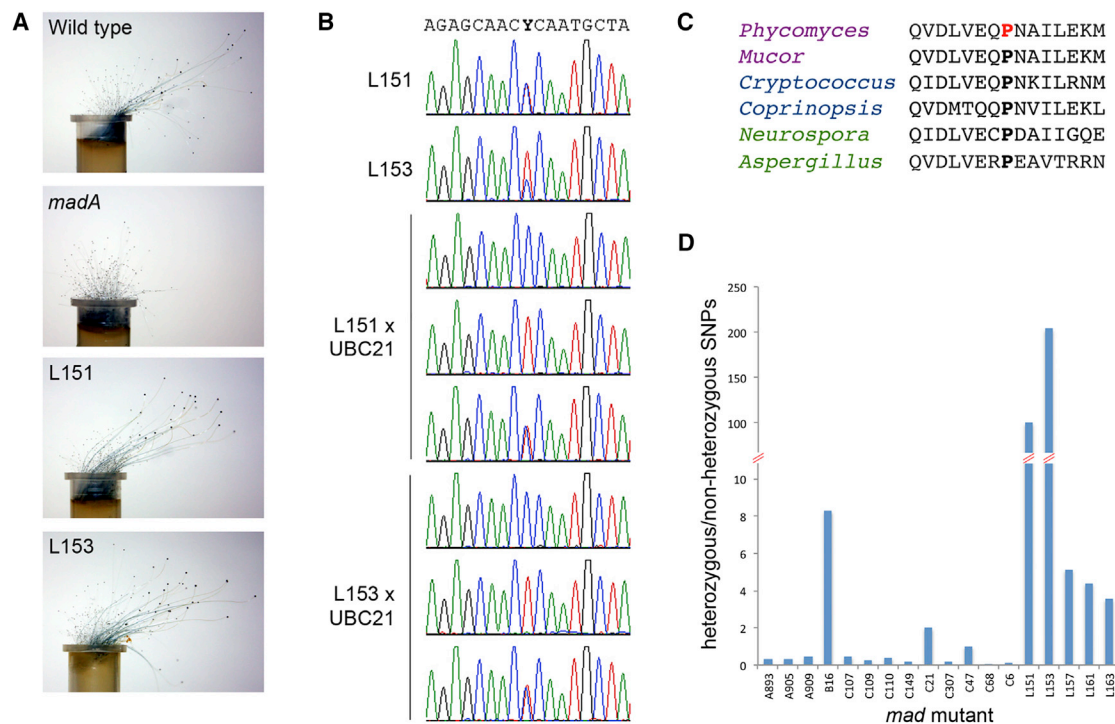 A
Wild type
madA
L151
L153
B
AGAGCAACYCAATGCTA
L151
L153
L151 x
UBC21
L153 x
UBC21
C
Phycomyces QVDLVEQPNAILEKM
Mucor QVDLVEQPNAILEKM
Cryptococcus QIDLVEQPNKILRNM
Coprinopsis QVDMTQQPNVILEKL
Neurospora QIDLVECPDAIIGQE
Aspergillus QVDLVERPEAVTRRN
D
heterozygous/non-heterozygous SNPs
250
200
150
100
10
8
6
4
2
0
A893 A905 A909 B16 C107 C109 C110 C149 C21 C307 C47 C68 C6 L151 L153 L157 L161 L163
mad mutant